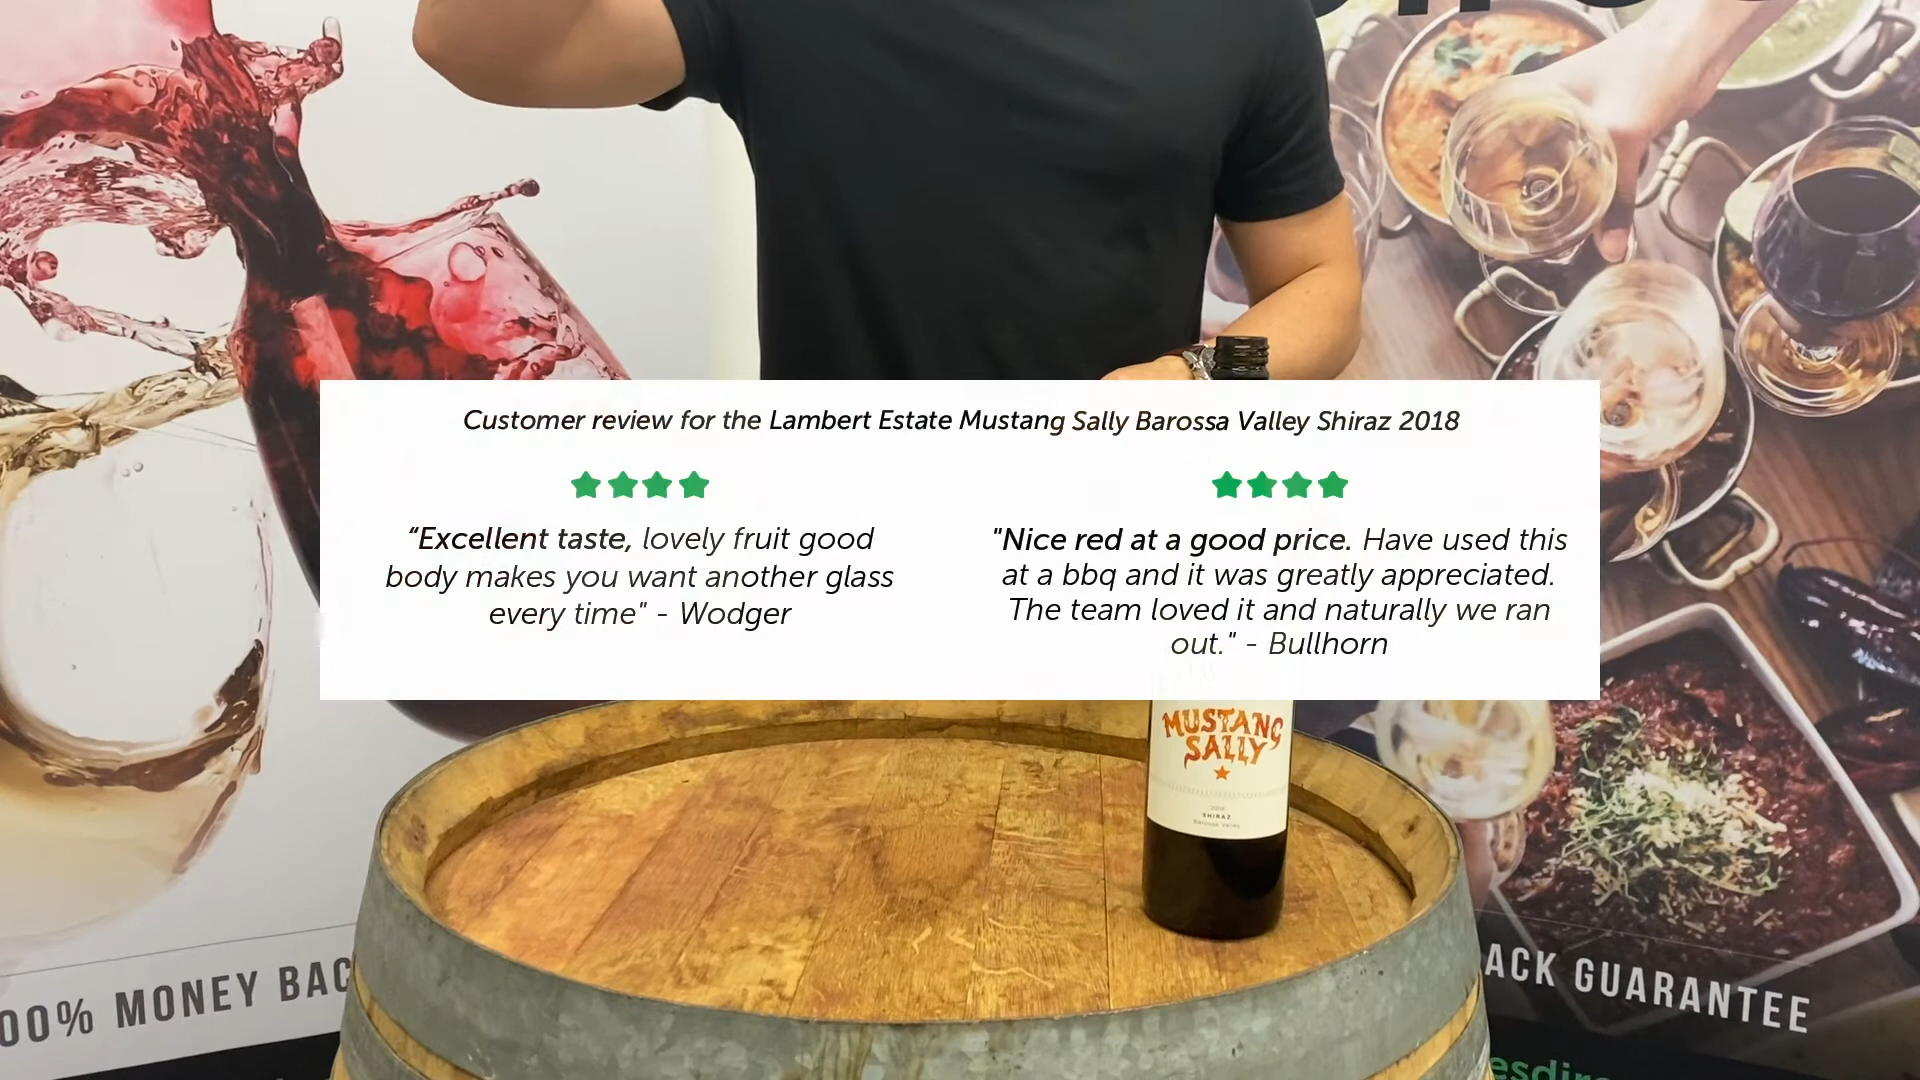 Customer review for the Lambert Estate Mustang Sally Barossa Valley Shiraz 2018
“Excellent taste, lovely fruit good
body makes you want another glass
every time" - Wodger
"Nice red at a good price. Have used this
at a bbq and it was greatly appreciated.
The team loved it and naturally we ran
out." - Bullhorn
MUSTANG
SALLY
2018
SHIRAZ
Barossa Valley
00% MONEY BAC
ACK GUARANTEE